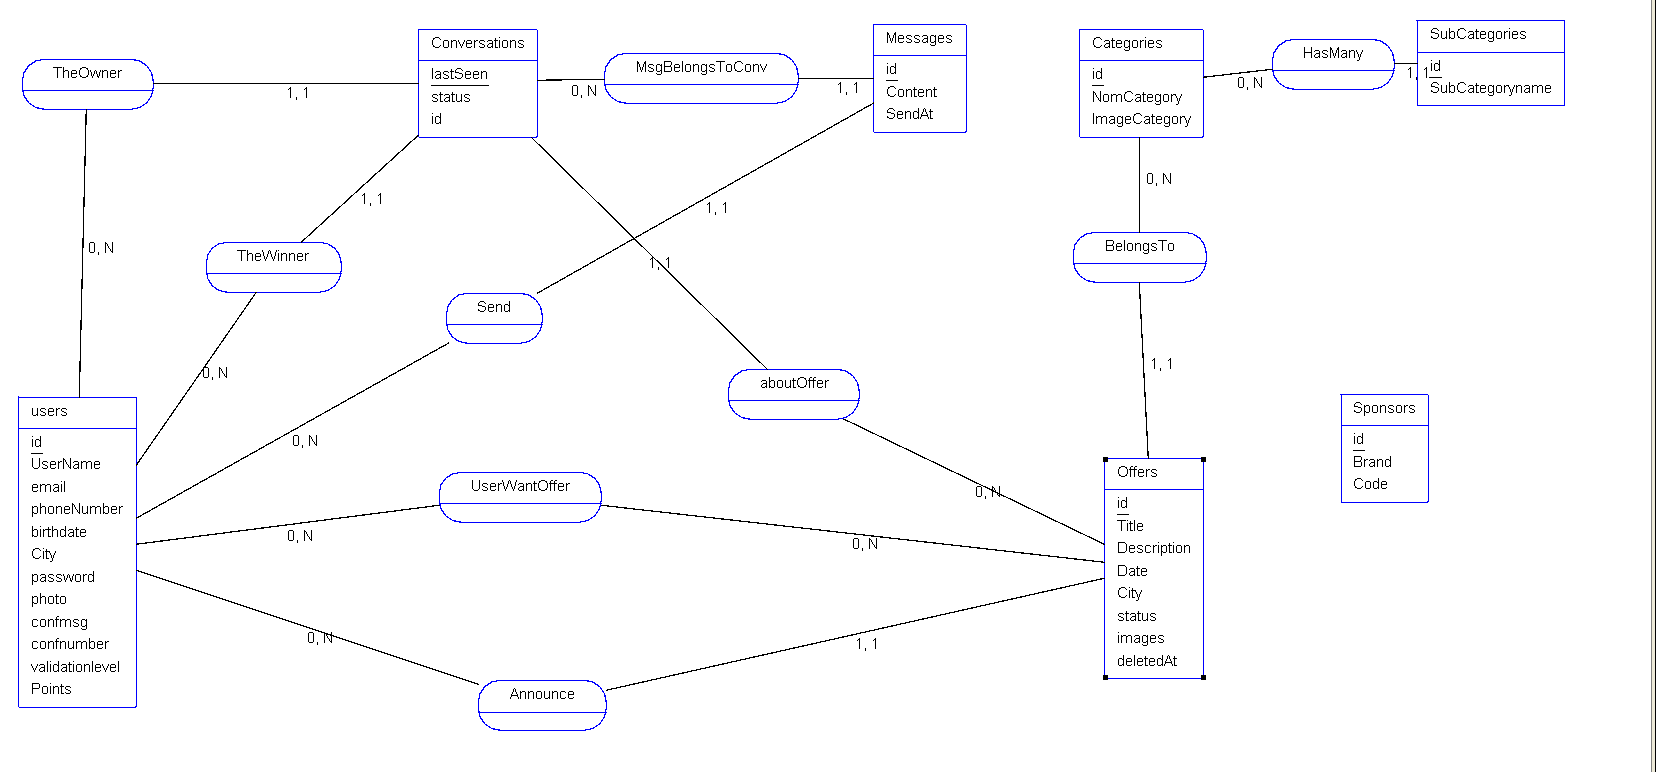 TheOwner
1, 1
0, N
Conversations
lastSeen
status
id
MsgBelongsToConv
0, N
1, 1
Messages
id
Content
SendAt
Categories
id
NomCategory
ImageCategory
HasMany
0, N
1, 1
SubCategories
id
SubCategoryname
TheWinner
1, 1
0, N
Send
1, 1
0, N
aboutOffer
1, 1
0, N
BelongsTo
0, N
1, 1
users
id
UserName
email
phoneNumber
birthdate
City
password
photo
confmsg
confnumber
validationlevel
Points
UserWantOffer
0, N
0, N
Announce
0, N
1, 1
Offers
id
Title
Description
Date
City
status
images
deletedAt
Sponsors
id
Brand
Code